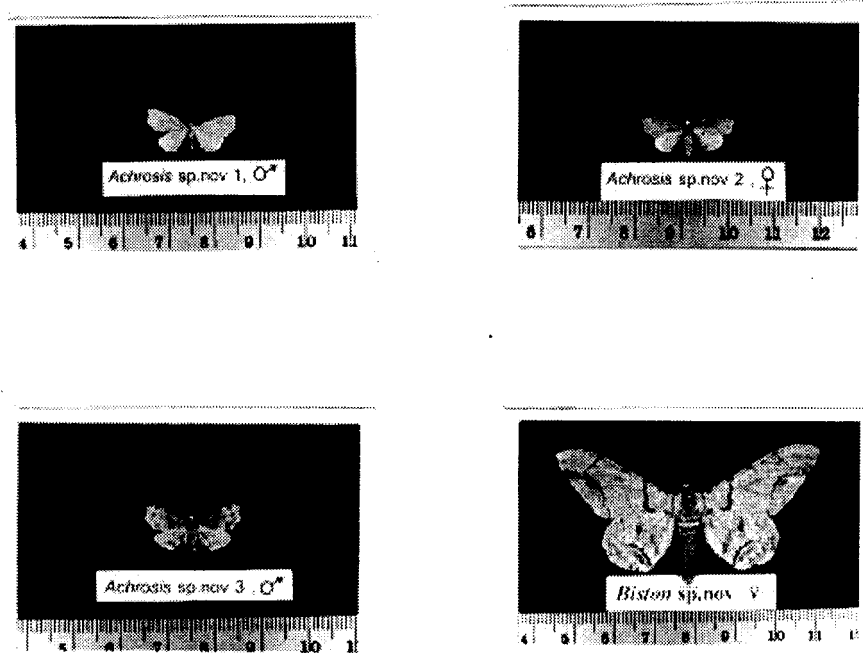 Achrosis sp.nov 1, ♂
4 5 6 7 8 9 10 11
Achrosis sp.nov 2, ♀
6 7 8 9 10 11 12
Achrosis sp.nov 3, ♂
5 6 7 8 9 10 1
Biston sp.nov ♀
4 5 6 7 8 9 10 11 1